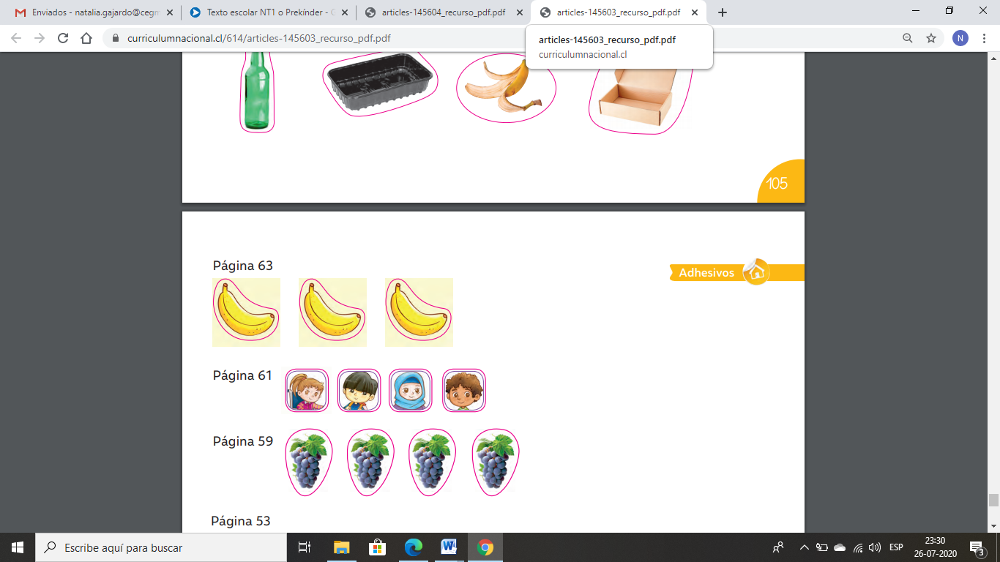 Enviados - natalia.gajardo@cegm
Texto escolar NT1 o Prekínder - G
articles-145604_recurso_pdf.pdf
articles-145603_recurso_pdf.pdf
curriculumnacional.cl/614/articles-145603_recurso_pdf.pdf
N
articles-145603_recurso_pdf.pdf
curriculumnacional.cl
105
Página 63
Adhesivos
Página 61
Página 59
Página 53
Escribe aquí para buscar
ESP
23:30
26-07-2020
3